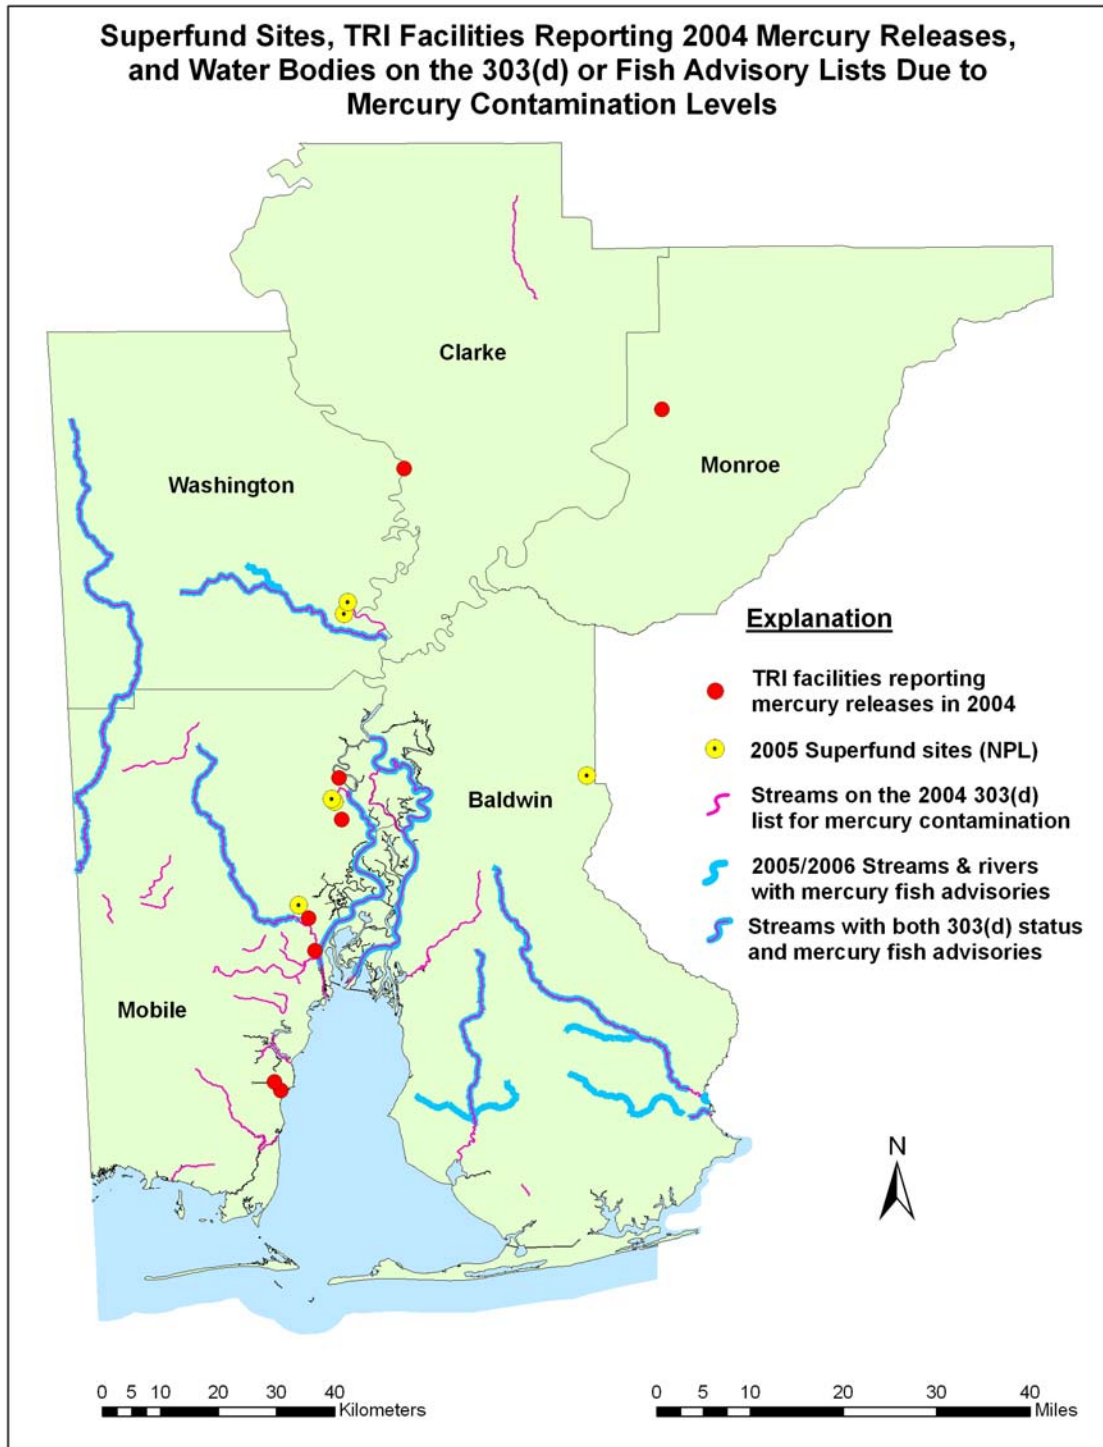 Superfund Sites, TRI Facilities Reporting 2004 Mercury Releases,
and Water Bodies on the 303(d) or Fish Advisory Lists Due to
Mercury Contamination Levels
Clarke
Monroe
Washington
Baldwin
Mobile
Explanation
TRI facilities reporting
mercury releases in 2004
2005 Superfund sites (NPL)
Streams on the 2004 303(d)
list for mercury contamination
2005/2006 Streams & rivers
with mercury fish advisories
Streams with both 303(d) status
and mercury fish advisories
N
0 5 10 20 30 40
Kilometers
0 5 10 20 30 40
Miles